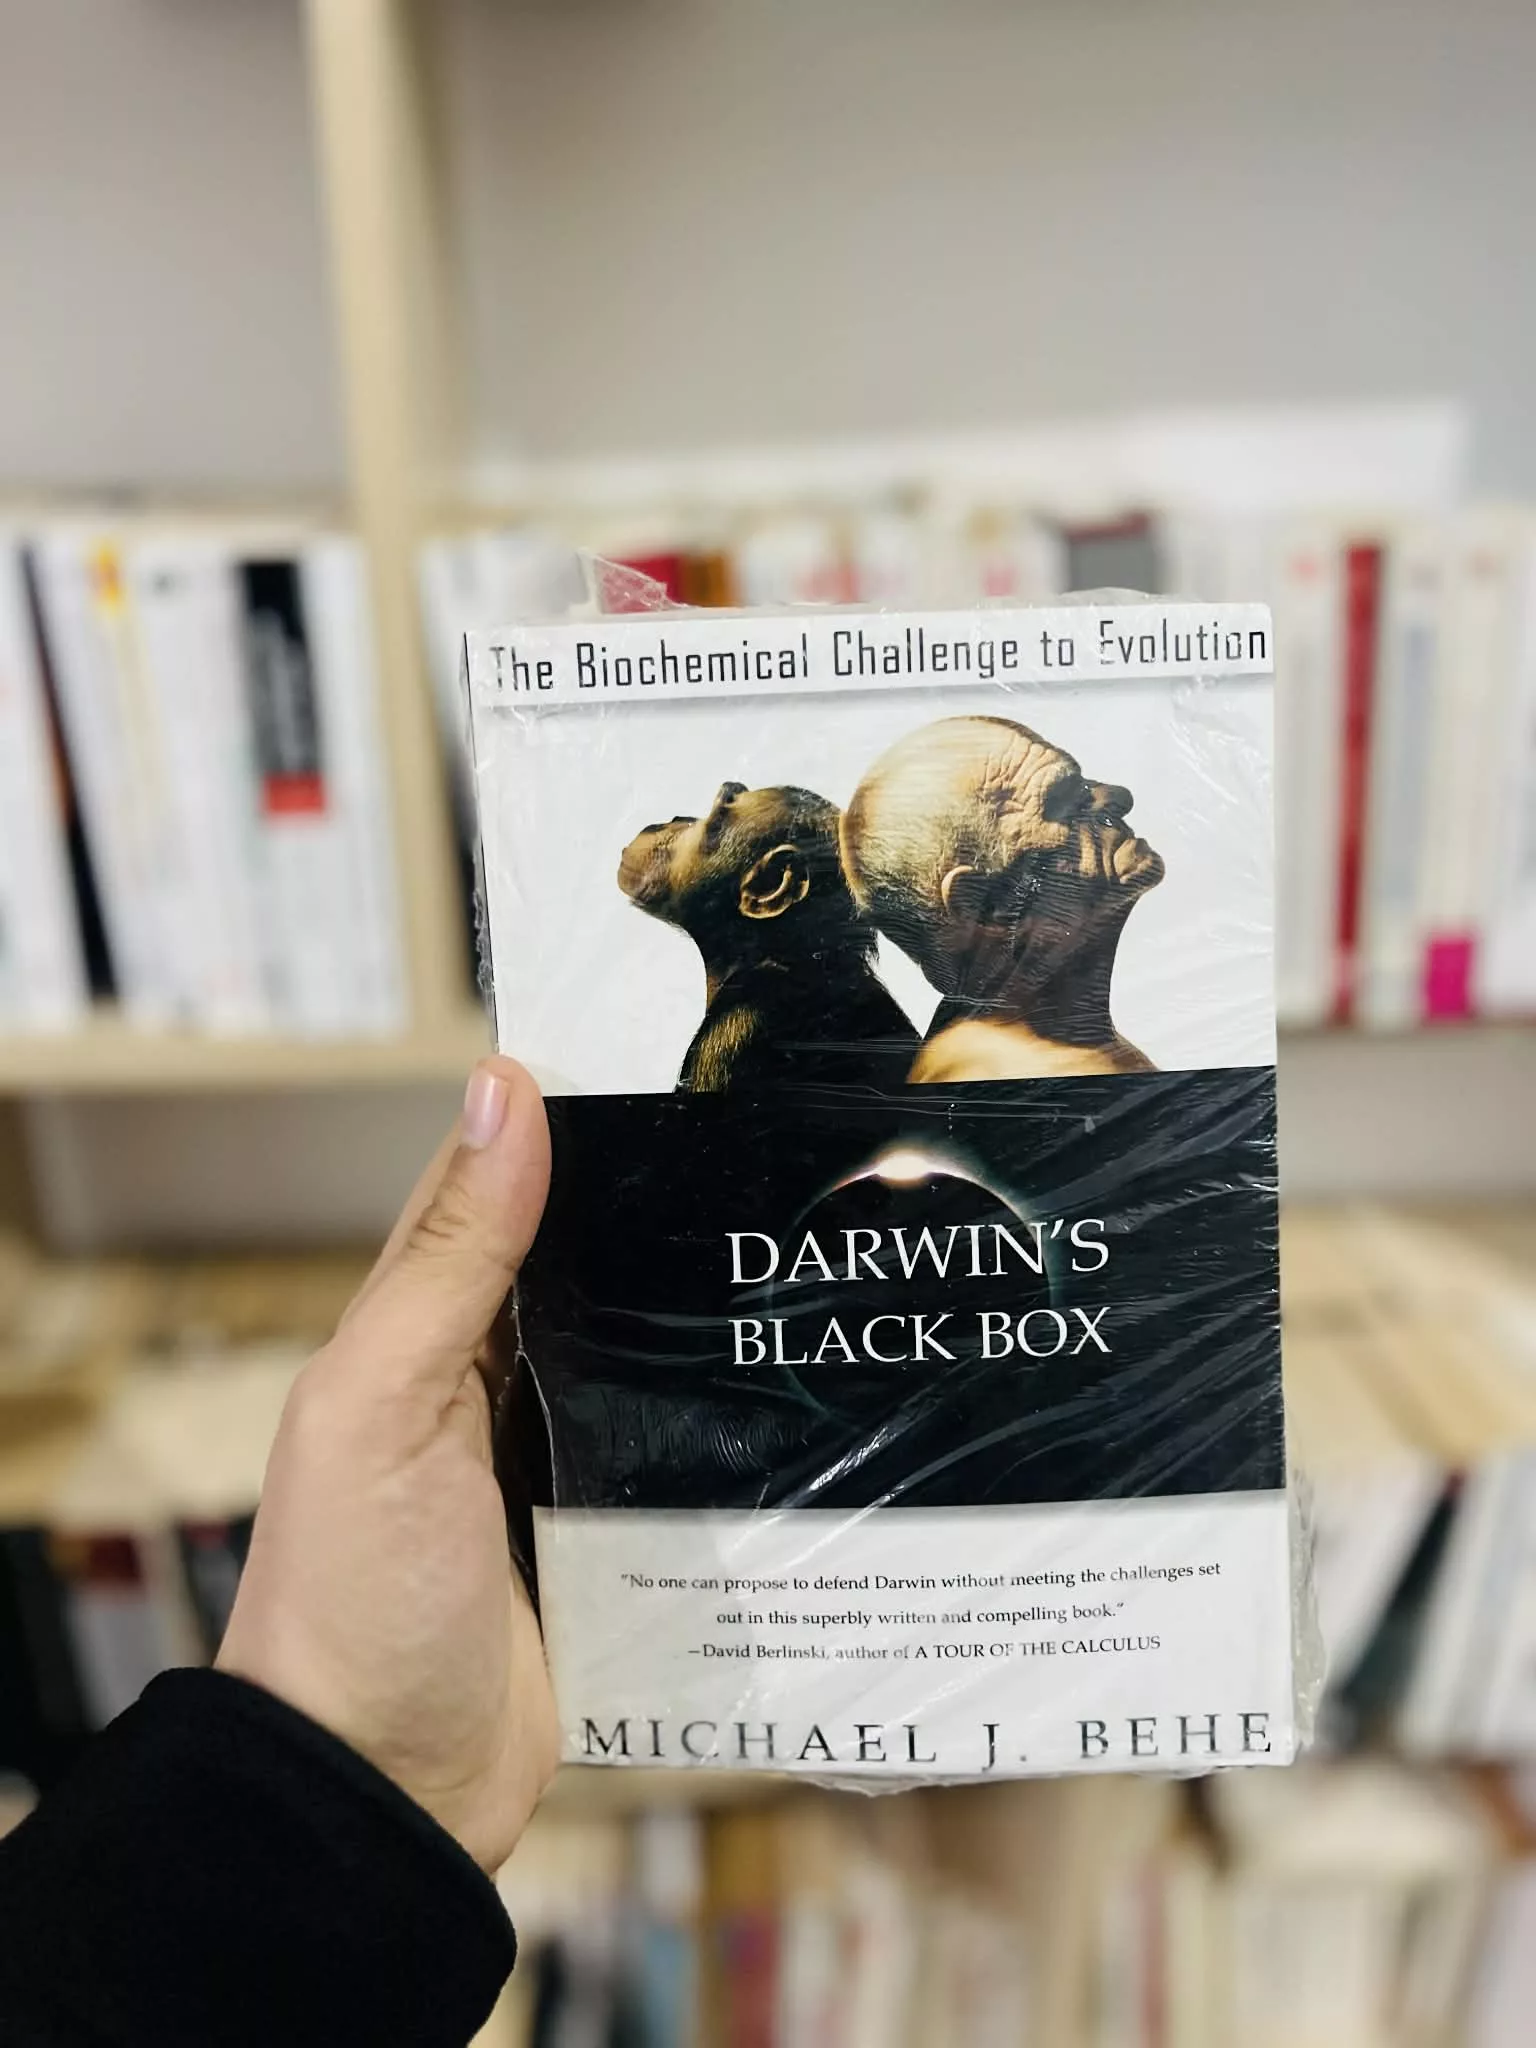 The Biochemical Challenge to Evolution
DARWIN'S
BLACK BOX
"No one can propose to defend Darwin without meeting the challenges set
out in this superbly written and compelling book."
—David Berlinski, author of A TOUR OF THE CALCULUS
MICHAEL J. BEHE